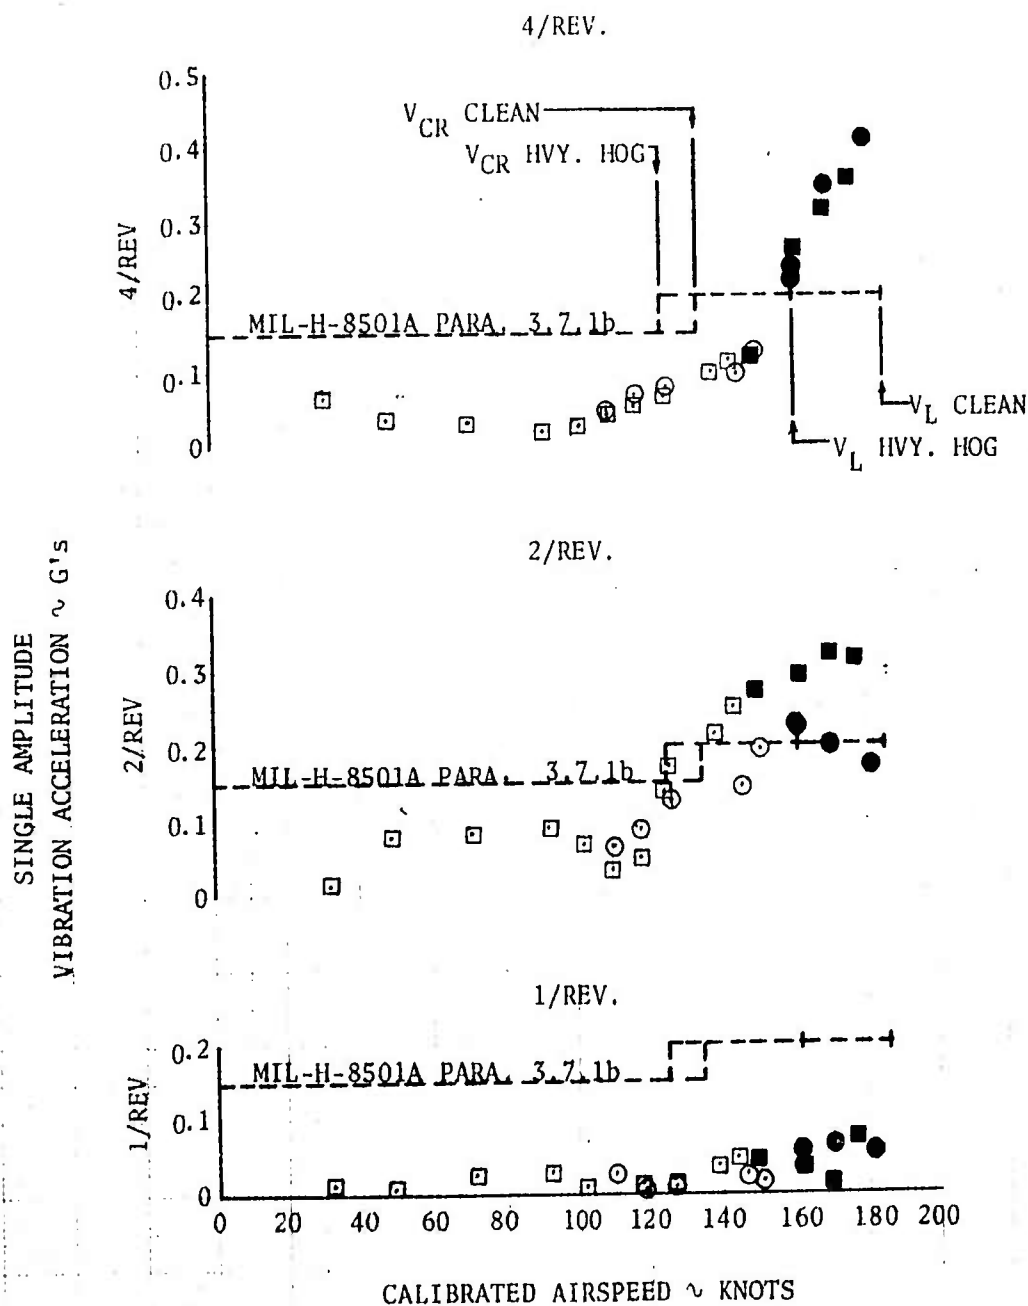 4/REV.
0.5
0.4
0.3
0.2
0.1
0
4/REV
V_CR CLEAN
V_CR HVY. HOG
MIL-H-8501A PARA. 3.7.1b
V_L CLEAN
V_L HVY. HOG
SINGLE AMPLITUDE
VIBRATION ACCELERATION ~ G's
2/REV.
0.4
0.3
0.2
0.1
0
2/REV
MIL-H-8501A PARA. 3.7.1b
1/REV.
0.2
0.1
0
1/REV
MIL-H-8501A PARA. 3.7.1b
0 20 40 60 80 100 120 140 160 180 200
CALIBRATED AIRSPEED ~ KNOTS